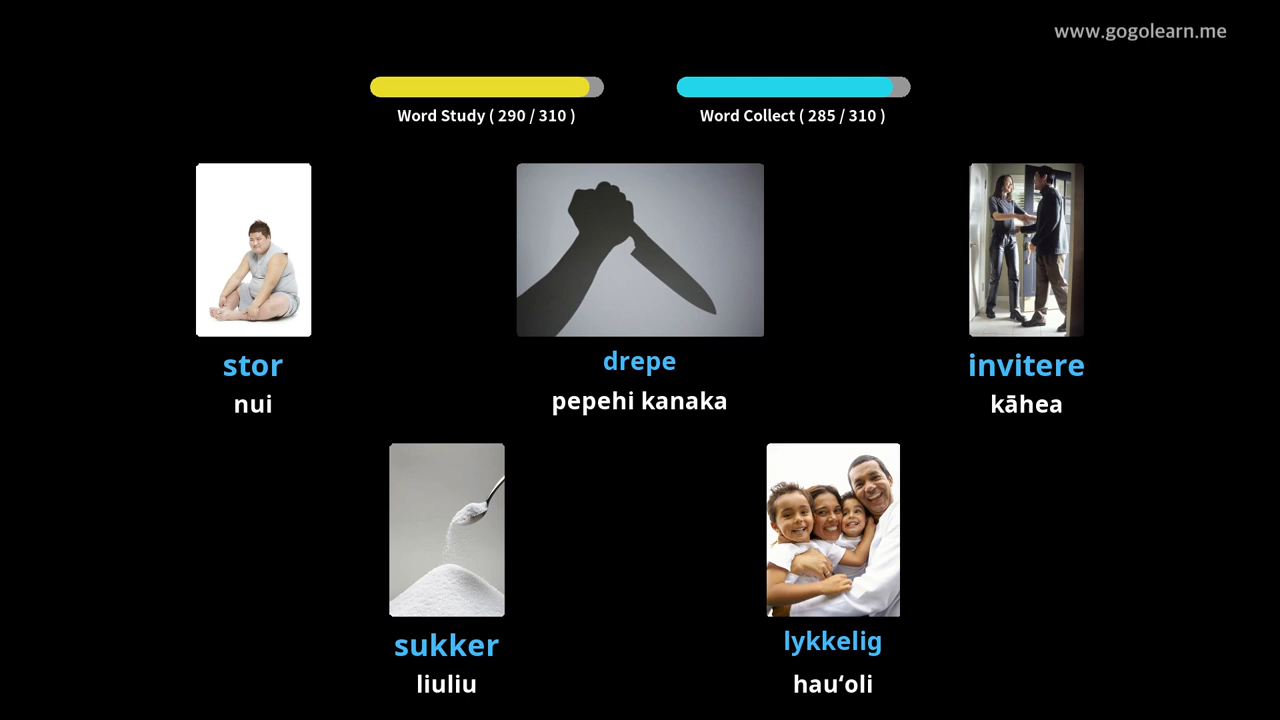 www.gogolearn.me
Word Study ( 290 / 310 )
Word Collect ( 285 / 310 )
stor
nui
drepe
pepehi kanaka
invitere
kāhea
sukker
liuliu
lykkelig
hauʻoli